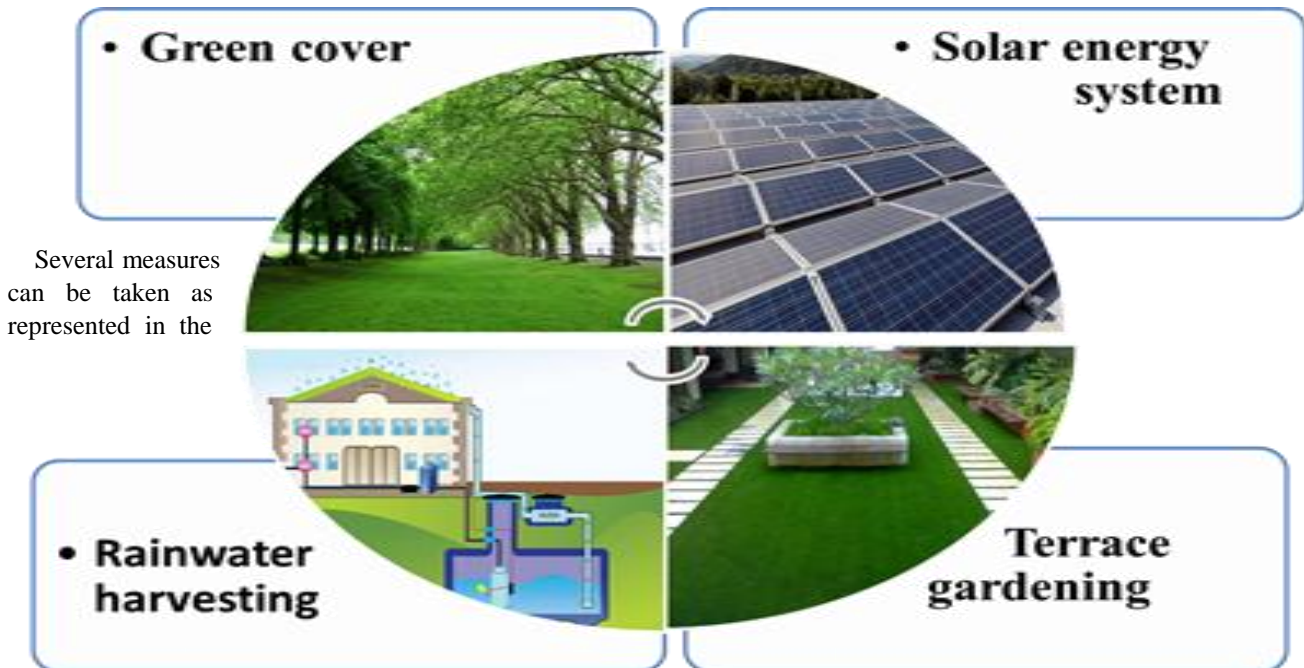 • Green cover
• Solar energy
system
Several measures
can be taken as
represented in the
• Rainwater
harvesting
Terrace
gardening